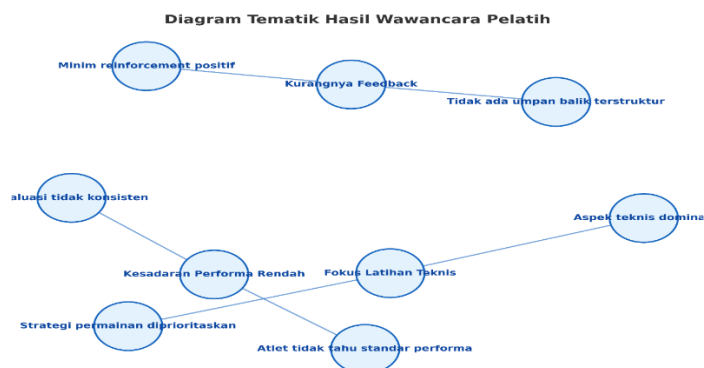 Diagram Tematik Hasil Wawancara Pelatih
Minim reinforcement positif
Kurangnya Feedback
Tidak ada umpan balik terstruktur
aluasi tidak konsisten
Aspek teknis domina
Kesadaran Performa Rendah
Fokus Latihan Teknis
Strategi permainan diprioritaskan
Atlet tidak tahu standar performa